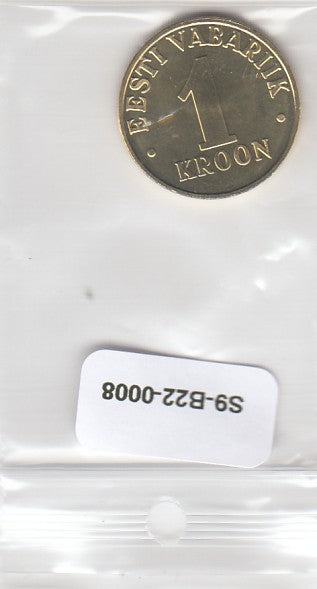 EESTI VABARIIK
1
KROON
S9-B22-0008